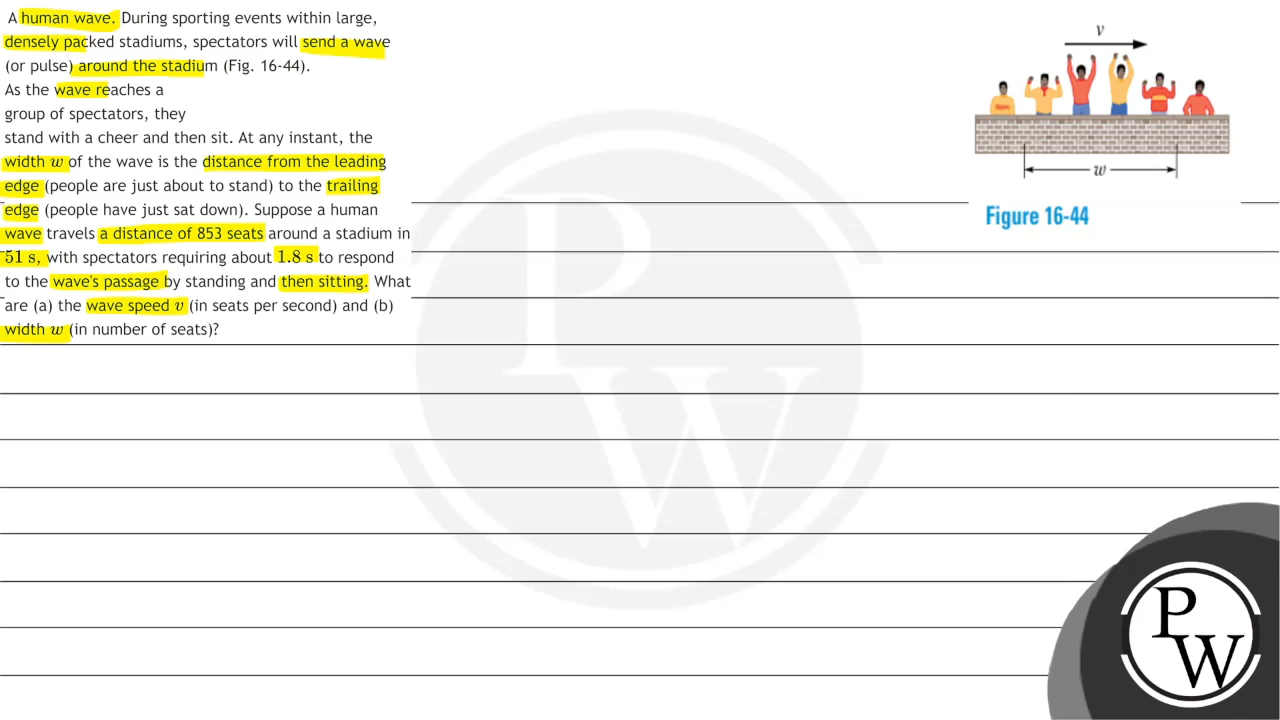 A human wave. During sporting events within large,
densely packed stadiums, spectators will send a wave
(or pulse) around the stadium (Fig. 16-44).
As the wave reaches a
group of spectators, they
stand with a cheer and then sit. At any instant, the
width w of the wave is the distance from the leading
edge (people are just about to stand) to the trailing
edge (people have just sat down). Suppose a human
wave travels a distance of 853 seats around a stadium in
51 s, with spectators requiring about 1.8 s to respond
to the wave's passage by standing and then sitting. What
are (a) the wave speed v (in seats per second) and (b)
width w (in number of seats)?
v
w
Figure 16-44
P
W
P
W